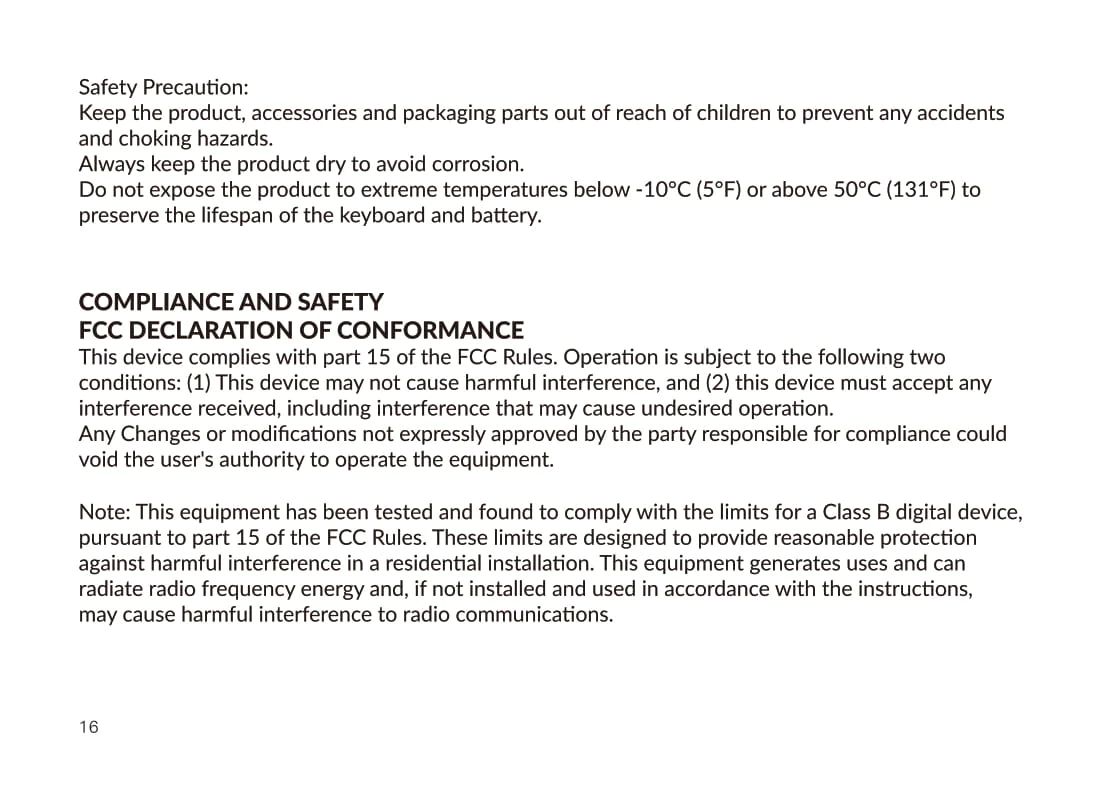 Safety Precaution:
Keep the product, accessories and packaging parts out of reach of children to prevent any accidents
and choking hazards.
Always keep the product dry to avoid corrosion.
Do not expose the product to extreme temperatures below -10°C (5°F) or above 50°C (131°F) to
preserve the lifespan of the keyboard and battery.
COMPLIANCE AND SAFETY
FCC DECLARATION OF CONFORMANCE
This device complies with part 15 of the FCC Rules. Operation is subject to the following two
conditions: (1) This device may not cause harmful interference, and (2) this device must accept any
interference received, including interference that may cause undesired operation.
Any Changes or modifications not expressly approved by the party responsible for compliance could
void the user's authority to operate the equipment.
Note: This equipment has been tested and found to comply with the limits for a Class B digital device,
pursuant to part 15 of the FCC Rules. These limits are designed to provide reasonable protection
against harmful interference in a residential installation. This equipment generates uses and can
radiate radio frequency energy and, if not installed and used in accordance with the instructions,
may cause harmful interference to radio communications.
16